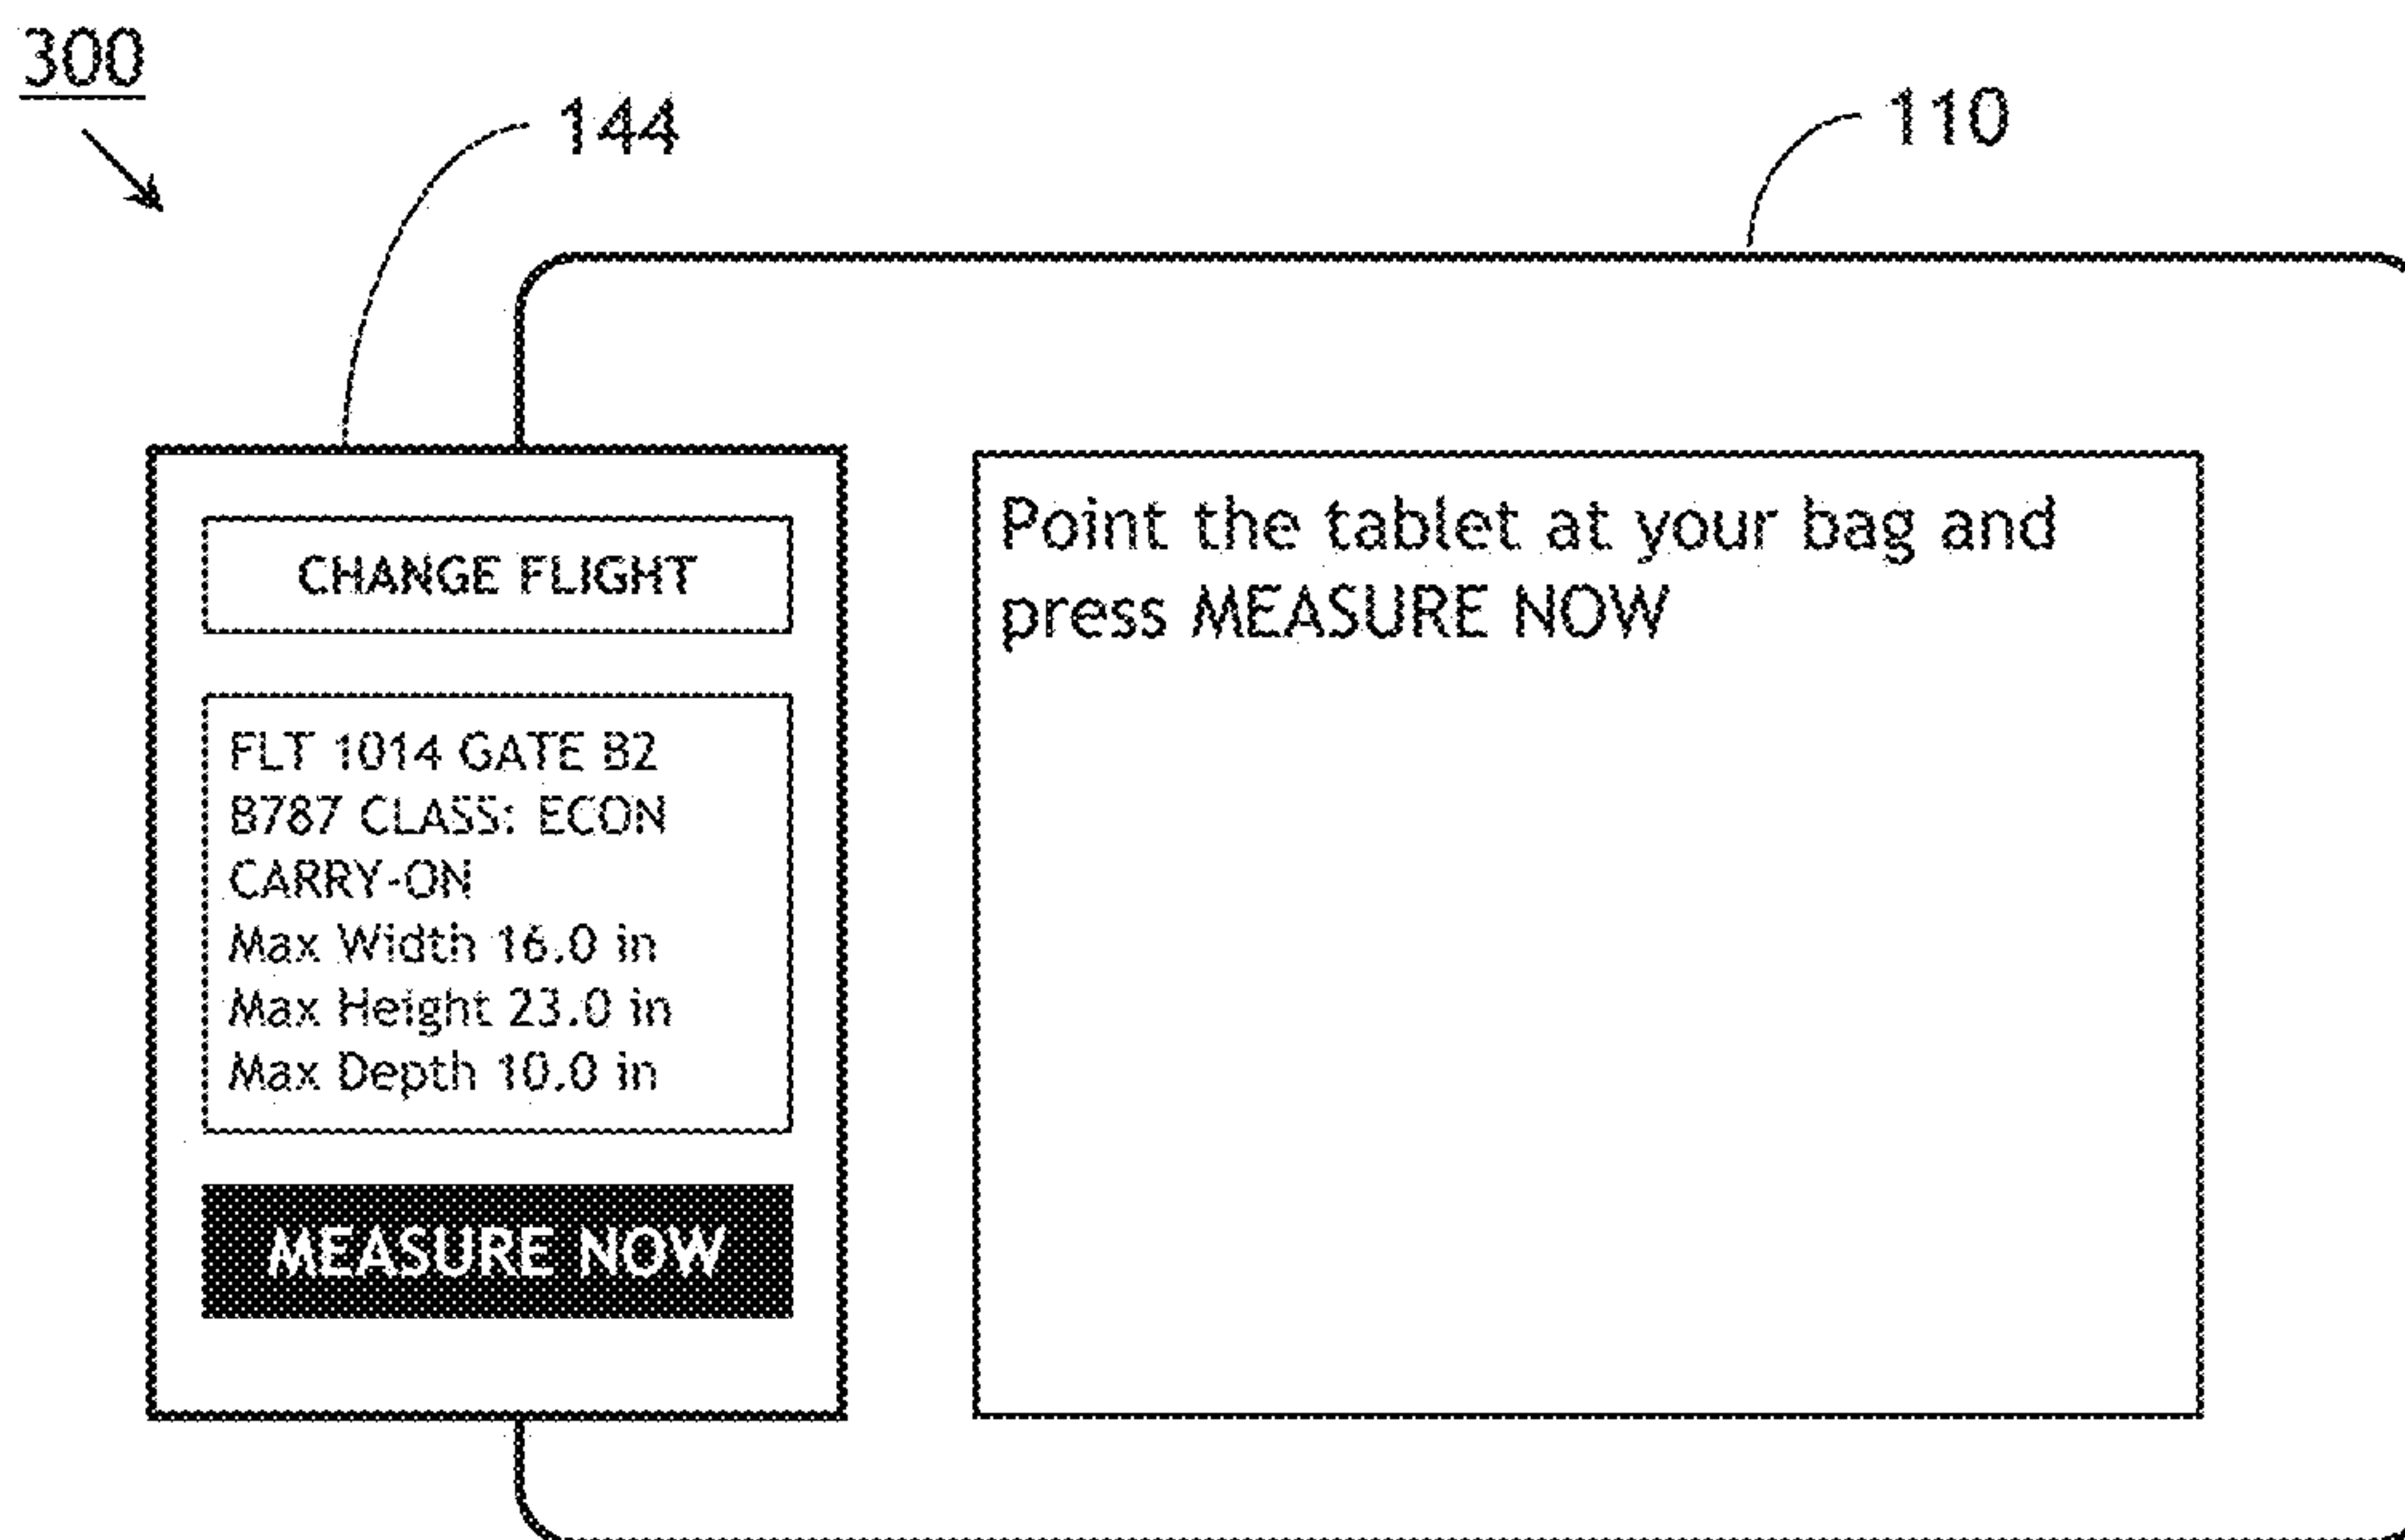 300
144
110
CHANGE FLIGHT
FLT 1014 GATE B2
B787 CLASS: ECON
CARRY-ON
Max Width 16.0 in
Max Height 23.0 in
Max Depth 10.0 in
MEASURE NOW
Point the tablet at your bag and
press MEASURE NOW